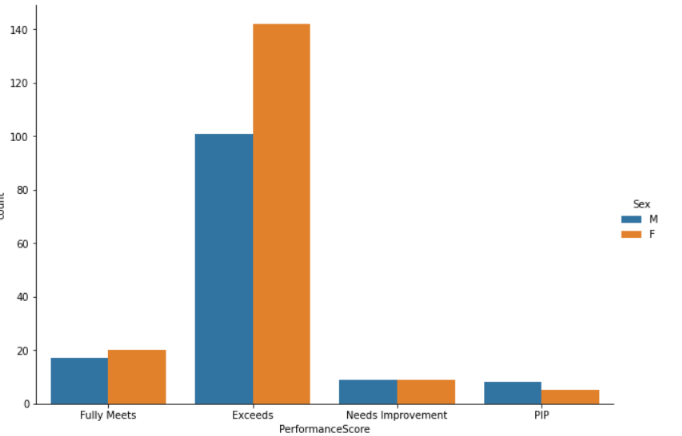 140
120
100
80
60
40
20
0
count
Fully Meets
Exceeds
Needs Improvement
PIP
PerformanceScore
Sex
M
F